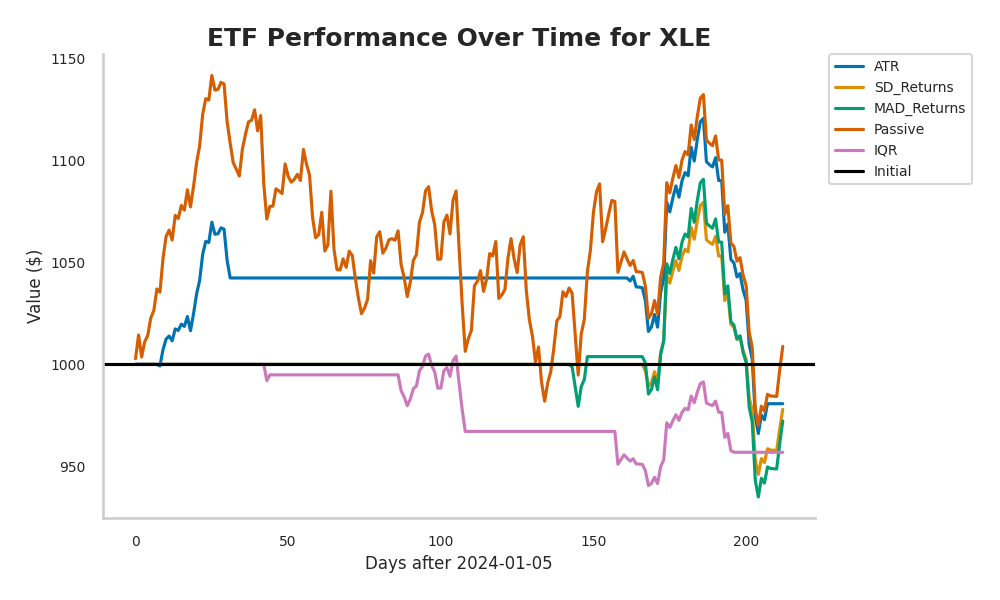 ETF Performance Over Time for XLE
1150
1100
1050
1000
950
Value ($)
0 50 100 150 200
Days after 2024-01-05
ATR
SD_Returns
MAD_Returns
Passive
IQR
Initial